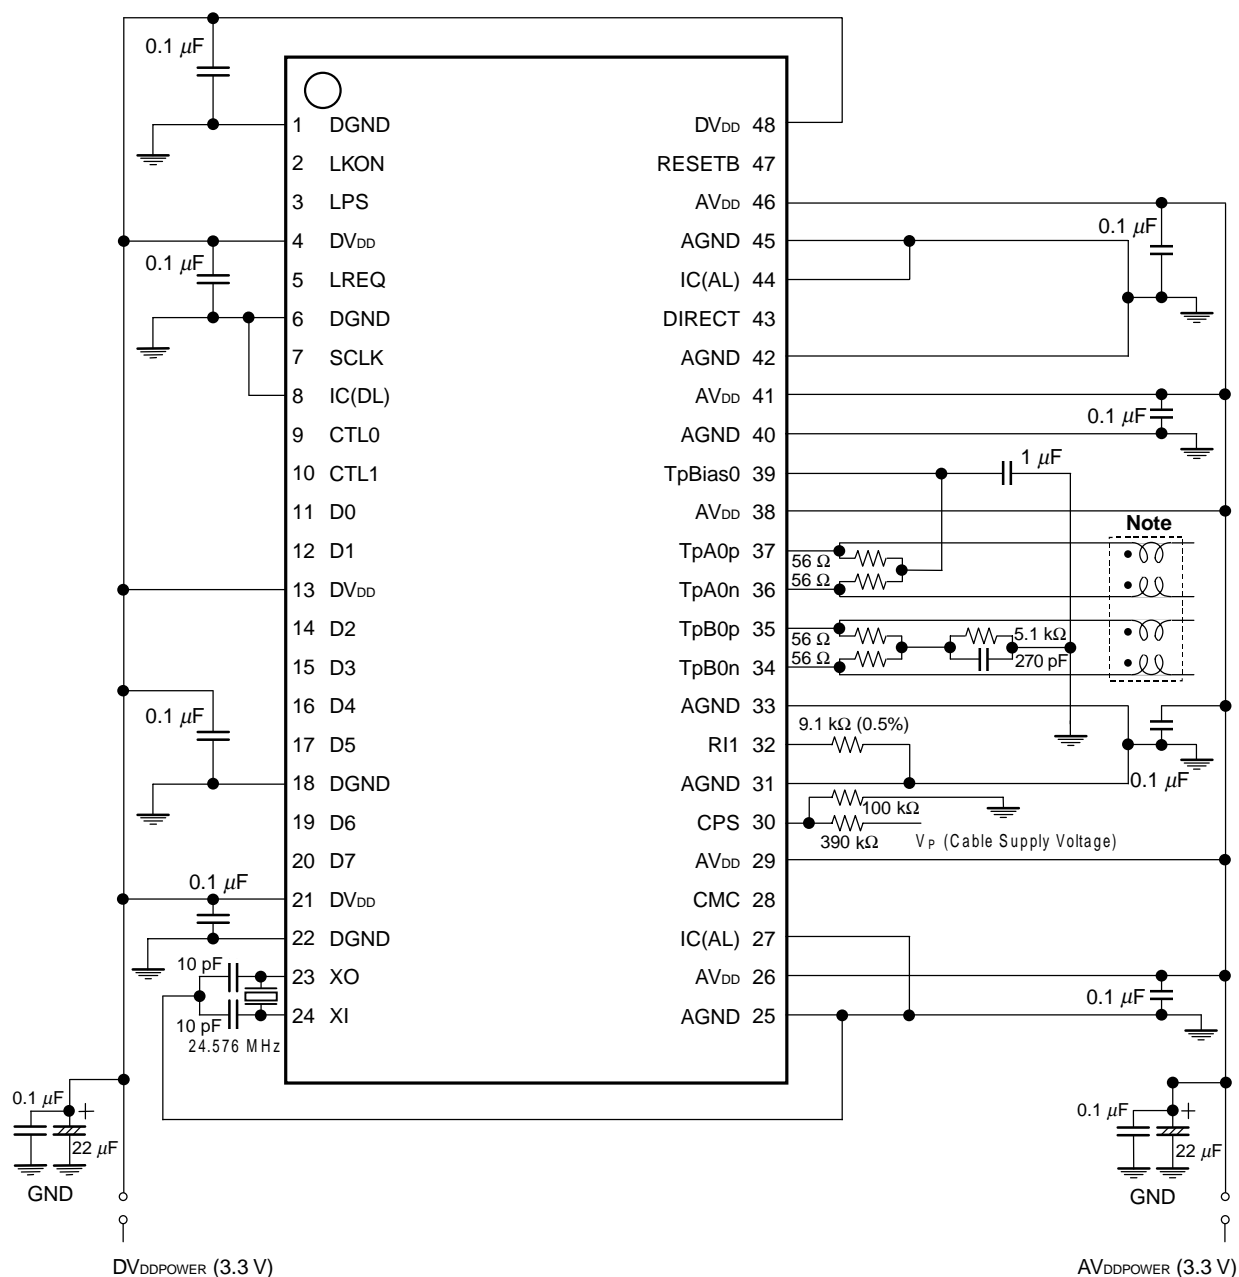 0.1 μF
1 DGND
2 LKON
3 LPS
4 DVDD
0.1 μF
5 LREQ
6 DGND
7 SCLK
8 IC(DL)
9 CTL0
10 CTL1
11 D0
12 D1
13 DVDD
14 D2
15 D3
16 D4
0.1 μF
17 D5
18 DGND
19 D6
20 D7
0.1 μF
21 DVDD
22 DGND
10 pF
23 XO
24 XI
10 pF
24.576 MHz
DVDD 48
RESETB 47
AVDD 46
0.1 μF
AGND 45
IC(AL) 44
DIRECT 43
AGND 42
AVDD 41
0.1 μF
AGND 40
TpBias0 39
1 μF
AVDD 38
Note
TpA0p 37
56 Ω
56 Ω
TpA0n 36
TpB0p 35
56 Ω
5.1 kΩ
56 Ω
270 pF
TpB0n 34
AGND 33
9.1 kΩ (0.5%)
RI1 32
AGND 31
0.1 μF
100 kΩ
CPS 30
390 kΩ
VP (Cable Supply Voltage)
AVDD 29
CMC 28
IC(AL) 27
AVDD 26
0.1 μF
AGND 25
0.1 μF
+
22 μF
GND
DVDDPOWER (3.3 V)
0.1 μF
+
22 μF
GND
AVDDPOWER (3.3 V)